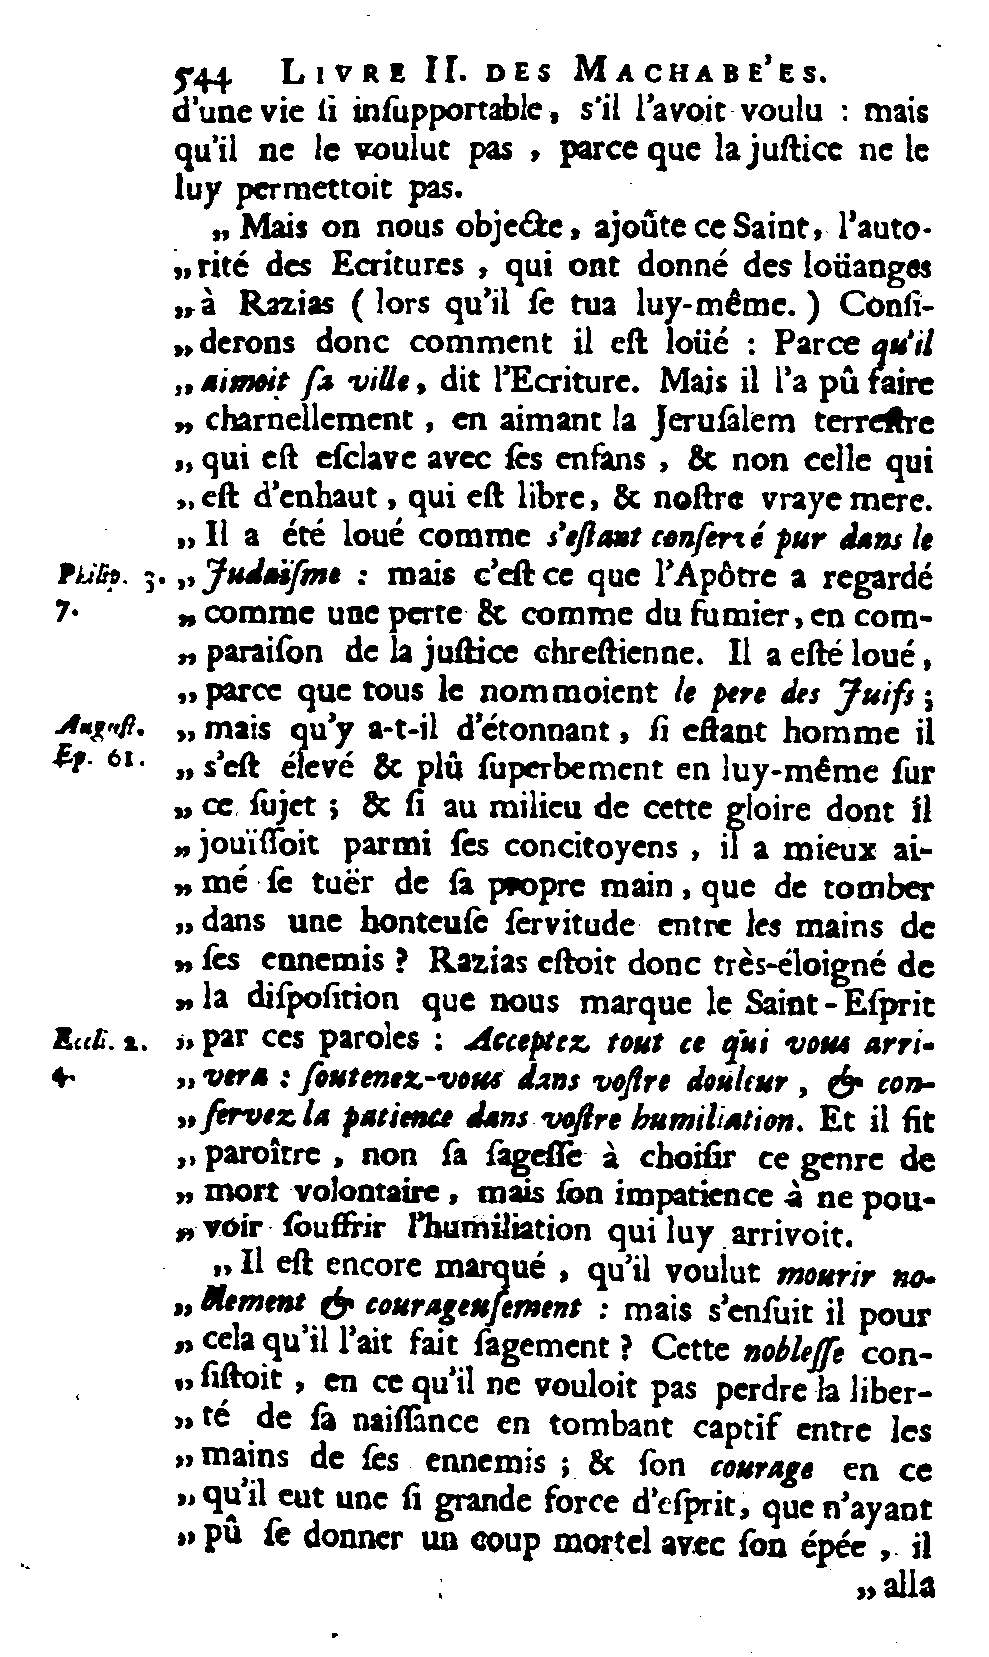 544 LIVRE II. DES MACHABE'ES.
d'une vie ſi inſupportable, s'il l'avoit voulu : mais
qu'il ne le voulut pas , parce que la juſtice ne le
luy permettoit pas.
„ Mais on nous objecte, ajoûte ce Saint, l'auto-
„ rité des Ecritures , qui ont donné des loüanges
„ à Razias ( lors qu'il ſe tua luy-même. ) Conſi-
„ derons donc comment il eſt loüé : Parce qu'il
„ aimoit ſa ville, dit l'Ecriture. Mais il l'a pû faire
„ charnellement , en aimant la Jeruſalem terreſtre
„ qui eſt eſclave avec ſes enfans , & non celle qui
„ eſt d'enhaut , qui eſt libre, & noſtre vraye mere.
„ Il a été loué comme s'eſtant conſervé pur dans le
Philip. 3. „ Judaïſme : mais c'eſt ce que l'Apôtre a regardé
7. „ comme une perte & comme du fumier, en com-
„ paraiſon de la juſtice chreſtienne. Il a eſté loué ,
„ parce que tous le nommoient le pere des Juifs ;
Auguſt. „ mais qu'y a-t-il d'étonnant , ſi eſtant homme il
Ep. 61. „ s'eſt élevé & plû ſuperbement en luy-même ſur
„ ce ſujet ; & ſi au milieu de cette gloire dont il
„ jouïſſoit parmi ſes concitoyens , il a mieux ai-
„ mé ſe tuër de ſa propre main , que de tomber
„ dans une honteuſe ſervitude entre les mains de
„ ſes ennemis ? Razias eſtoit donc très-éloigné de
„ la diſpoſition que nous marque le Saint-Eſprit
Eccli. 2. „ par ces paroles : Acceptez tout ce qui vous arri-
4. „ vera : ſoutenez-vous dans voſtre douleur , & con-
„ ſervez la patience dans voſtre humiliation. Et il fit
„ paroître , non ſa ſageſſe à choiſir ce genre de
„ mort volontaire , mais ſon impatience à ne pou-
„ voir ſouffrir l'humiliation qui luy arrivoit.
„ Il eſt encore marqué , qu'il voulut mourir no-
„ blement & courageuſement : mais s'enſuit il pour
„ cela qu'il l'ait fait ſagement ? Cette nobleſſe con-
„ ſiſtoit , en ce qu'il ne vouloit pas perdre la liber-
„ té de ſa naiſſance en tombant captif entre les
„ mains de ſes ennemis ; & ſon courage en ce
„ qu'il eut une ſi grande force d'eſprit, que n'ayant
„ pû ſe donner un coup mortel avec ſon épée , il
„ alla